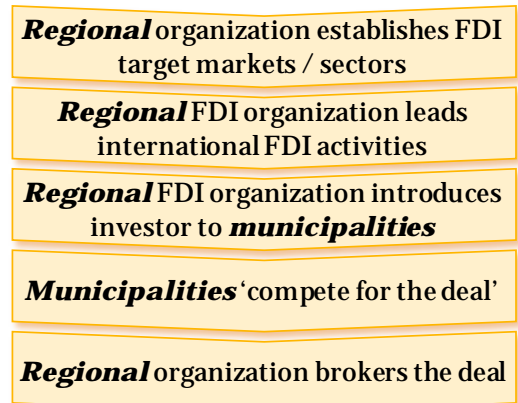 Regional organization establishes FDI
target markets / sectors
Regional FDI organization leads
international FDI activities
Regional FDI organization introduces
investor to municipalities
Municipalities ‘compete for the deal’
Regional organization brokers the deal